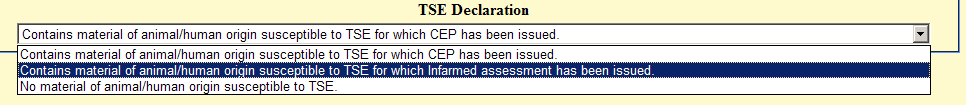 TSE Declaration
Contains material of animal/human origin susceptible to TSE for which CEP has been issued.
Contains material of animal/human origin susceptible to TSE for which CEP has been issued.
Contains material of animal/human origin susceptible to TSE for which Infarmed assessment has been issued.
No material of animal/human origin susceptible to TSE.